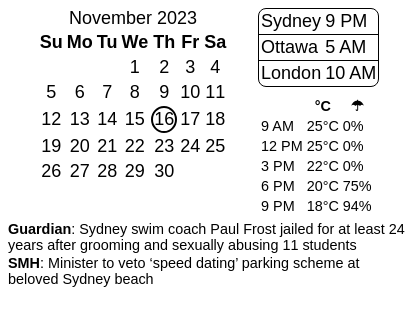 November 2023
Su Mo Tu We Th Fr Sa
1 2 3 4
5 6 7 8 9 10 11
12 13 14 15 16 17 18
19 20 21 22 23 24 25
26 27 28 29 30
Sydney 9 PM
Ottawa 5 AM
London 10 AM
°C ☂
9 AM 25°C 0%
12 PM 25°C 0%
3 PM 22°C 0%
6 PM 20°C 75%
9 PM 18°C 94%
Guardian: Sydney swim coach Paul Frost jailed for at least 24
years after grooming and sexually abusing 11 students
SMH: Minister to veto ‘speed dating’ parking scheme at
beloved Sydney beach